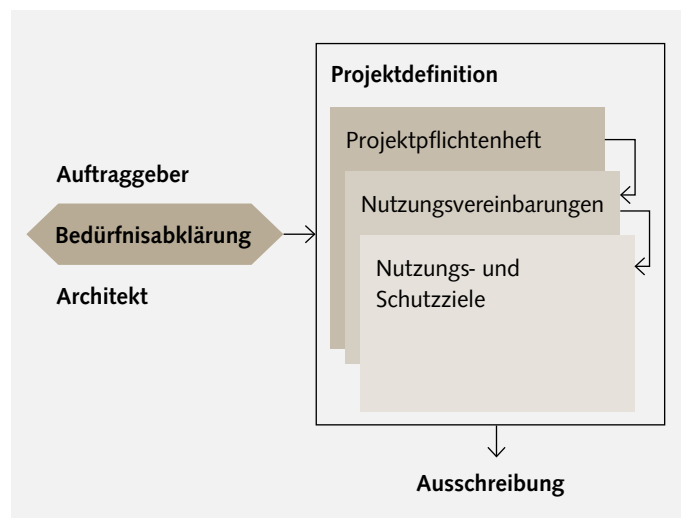 Auftraggeber
Bedürfnisabklärung
Architekt
Projektdefinition
Projektpflichtenheft
Nutzungsvereinbarungen
Nutzungs- und
Schutzziele
Ausschreibung